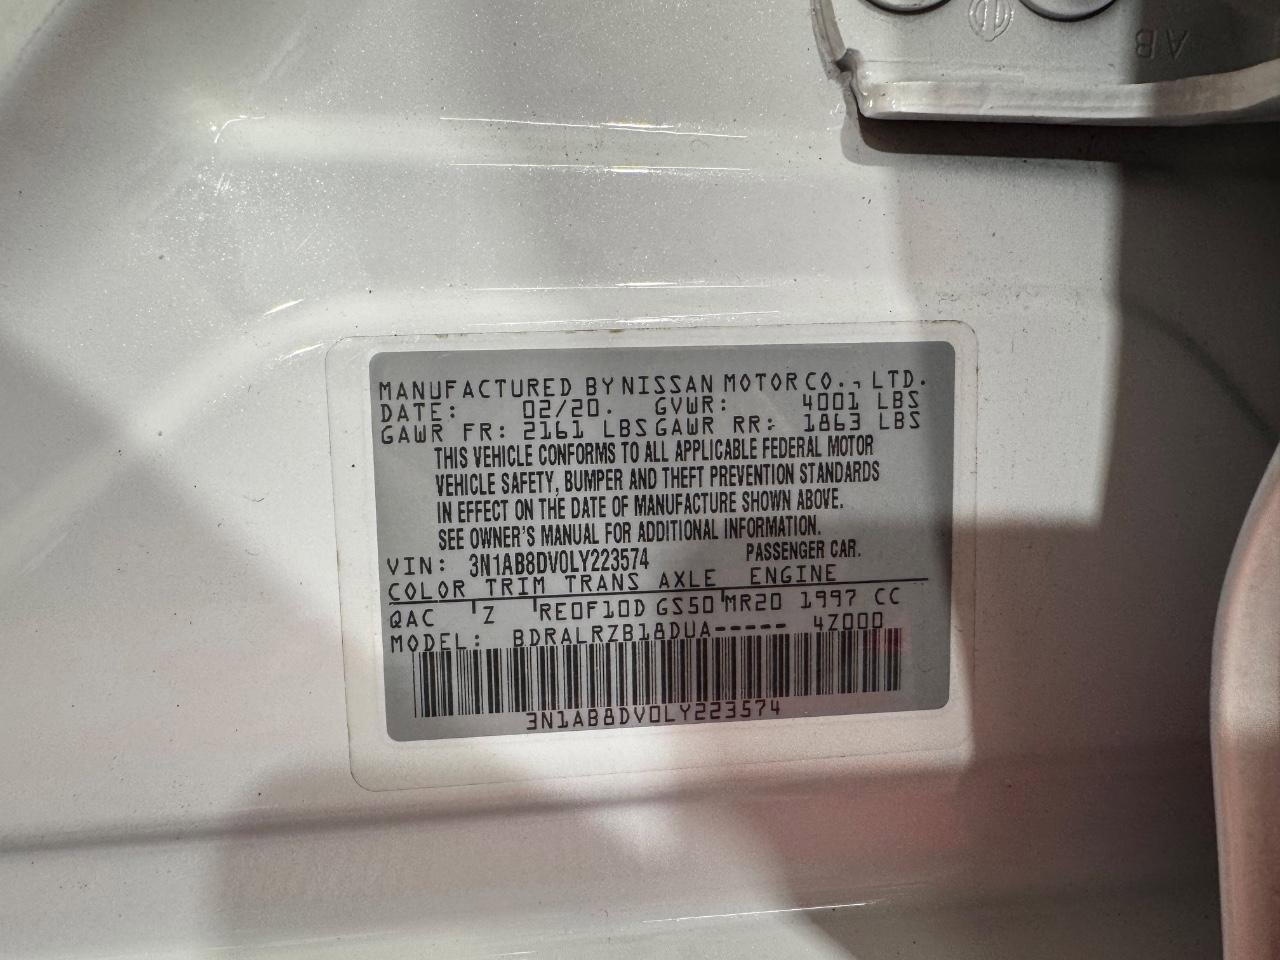 AB
MANUFACTURED BY NISSAN MOTOR CO., LTD.
DATE: 02/20. GVWR: 4001 LBS
GAWR FR: 2161 LBS GAWR RR: 1863 LBS
THIS VEHICLE CONFORMS TO ALL APPLICABLE FEDERAL MOTOR
VEHICLE SAFETY, BUMPER AND THEFT PREVENTION STANDARDS
IN EFFECT ON THE DATE OF MANUFACTURE SHOWN ABOVE.
SEE OWNER'S MANUAL FOR ADDITIONAL INFORMATION.
VIN: 3N1AB8DV0LY223574 PASSENGER CAR.
COLOR TRIM TRANS AXLE ENGINE
QAC Z RE0F10D GS50 MR20 1997 CC
MODEL: BDRALRZB18DUA----- 4Z000
3N1AB8DV0LY223574